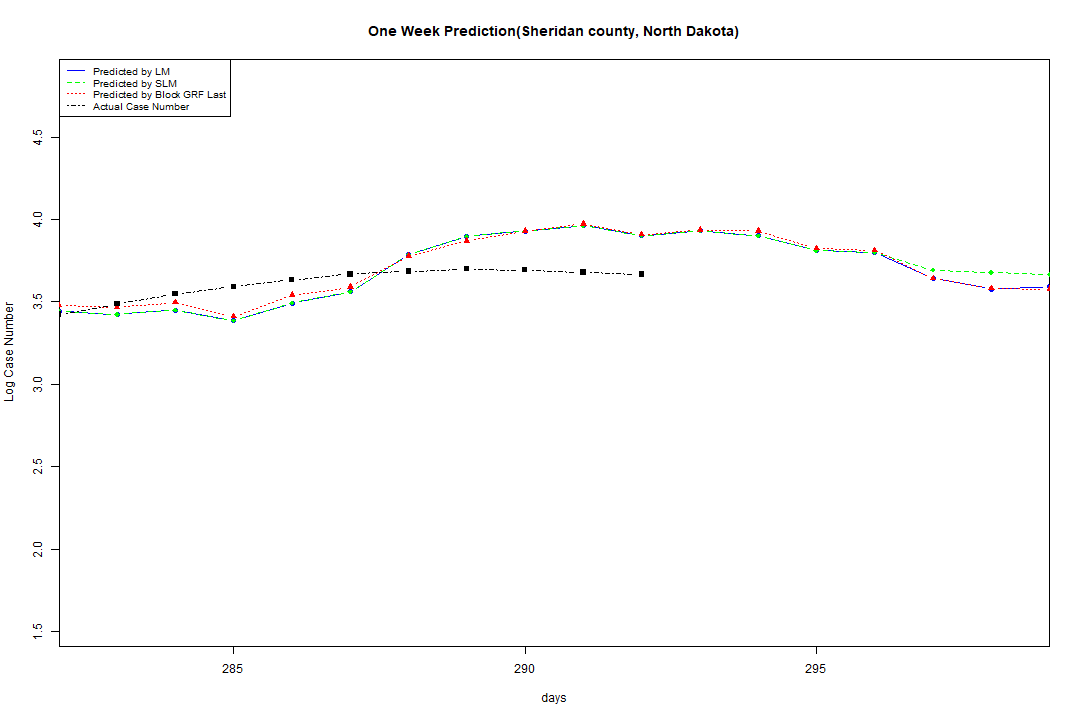 One Week Prediction(Sheridan county, North Dakota)
Predicted by LM
Predicted by SLM
Predicted by Block GRF Last
Actual Case Number
4.5
4.0
3.5
3.0
2.5
2.0
1.5
Log Case Number
285 290 295
days